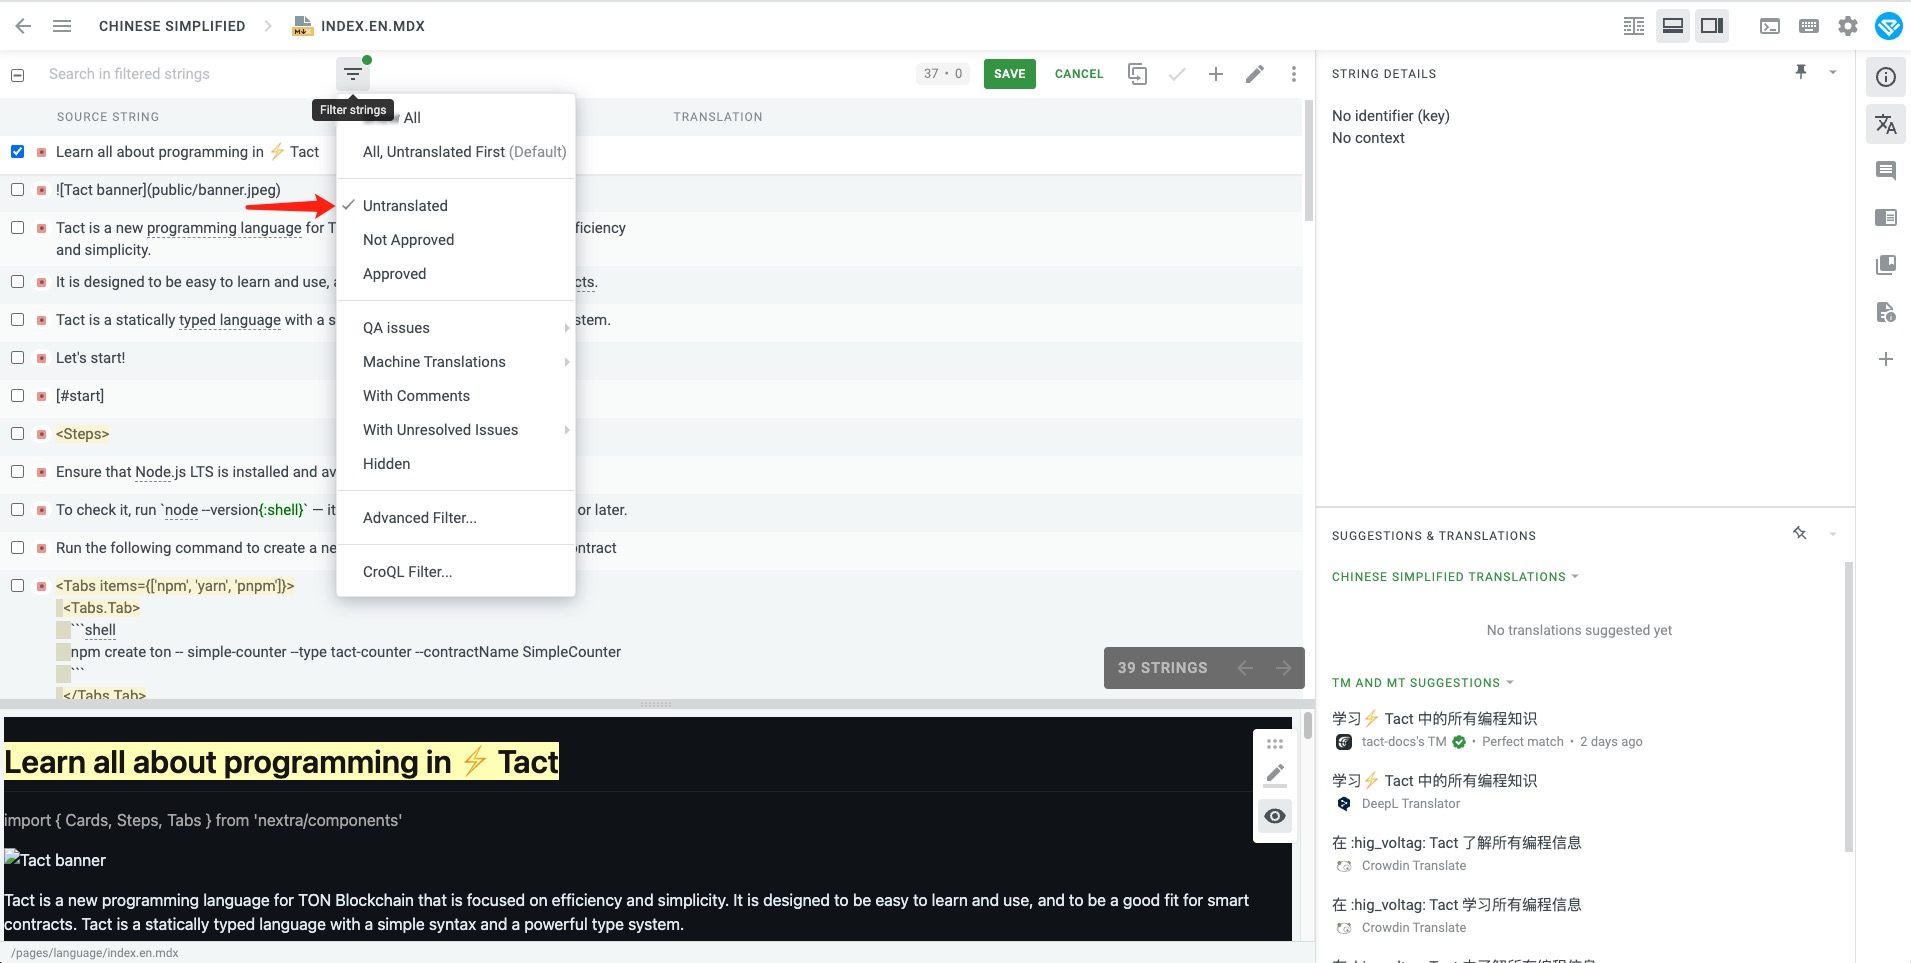 CHINESE SIMPLIFIED
INDEX.EN.MDX
Search in filtered strings
37 • 0
SAVE
CANCEL
STRING DETAILS
Filter strings
SOURCE STRING
TRANSLATION
All
No identifier (key)
No context
Learn all about programming in ⚡ Tact
All, Untranslated First (Default)
![Tact banner](public/banner.jpeg)
Untranslated
Tact is a new programming language for T
ficiency
and simplicity.
Not Approved
Approved
It is designed to be easy to learn and use,
cts.
Tact is a statically typed language with a s
stem.
QA issues
Let's start!
Machine Translations
[#start]
With Comments
<Steps>
With Unresolved Issues
Ensure that Node.js LTS is installed and av
Hidden
To check it, run `node --version{:shell}` — it
or later.
Advanced Filter...
Run the following command to create a ne
ntract
CroQL Filter...
<Tabs items={['npm', 'yarn', 'pnpm']}>
<Tabs.Tab>
```shell
npm create ton -- simple-counter --type tact-counter --contractName SimpleCounter
```
</Tabs.Tab>
39 STRINGS
SUGGESTIONS & TRANSLATIONS
CHINESE SIMPLIFIED TRANSLATIONS
No translations suggested yet
TM AND MT SUGGESTIONS
学习⚡ Tact 中的所有编程知识
tact-docs's TM • Perfect match • 2 days ago
学习⚡ Tact 中的所有编程知识
DeepL Translator
在 :hig_voltag: Tact 了解所有编程信息
Crowdin Translate
在 :hig_voltag: Tact 学习所有编程信息
Crowdin Translate
Learn all about programming in ⚡ Tact
import { Cards, Steps, Tabs } from 'nextra/components'
Tact banner
Tact is a new programming language for TON Blockchain that is focused on efficiency and simplicity. It is designed to be easy to learn and use, and to be a good fit for smart
contracts. Tact is a statically typed language with a simple syntax and a powerful type system.
/pages/language/index.en.mdx